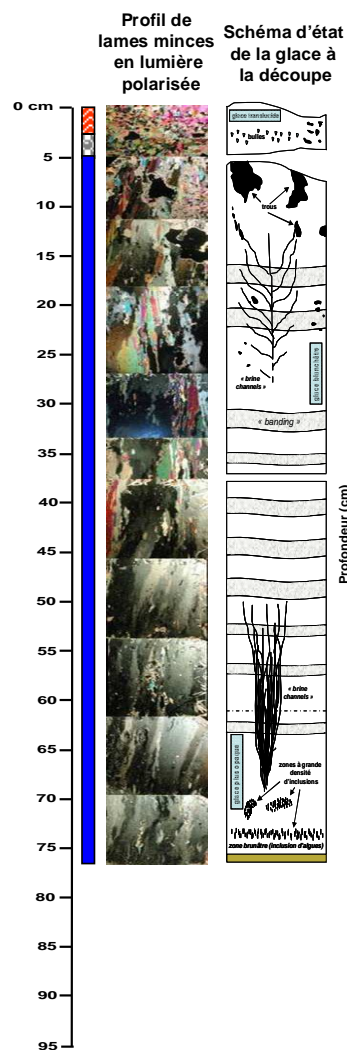 Profil de
lames minces
en lumière
polarisée
Schéma d'état
de la glace à
la découpe
0 cm
5
10
15
20
25
30
35
40
45
50
55
60
65
70
75
80
85
90
95
glace translucide
bulles
trous
« brine
channels »
glace blanchâtre
« banding »
Profondeur (cm)
« brine
channels »
glace plus opaque
zones à grande
densité
d'inclusions
zone brunâtre (inclusion d'algues)